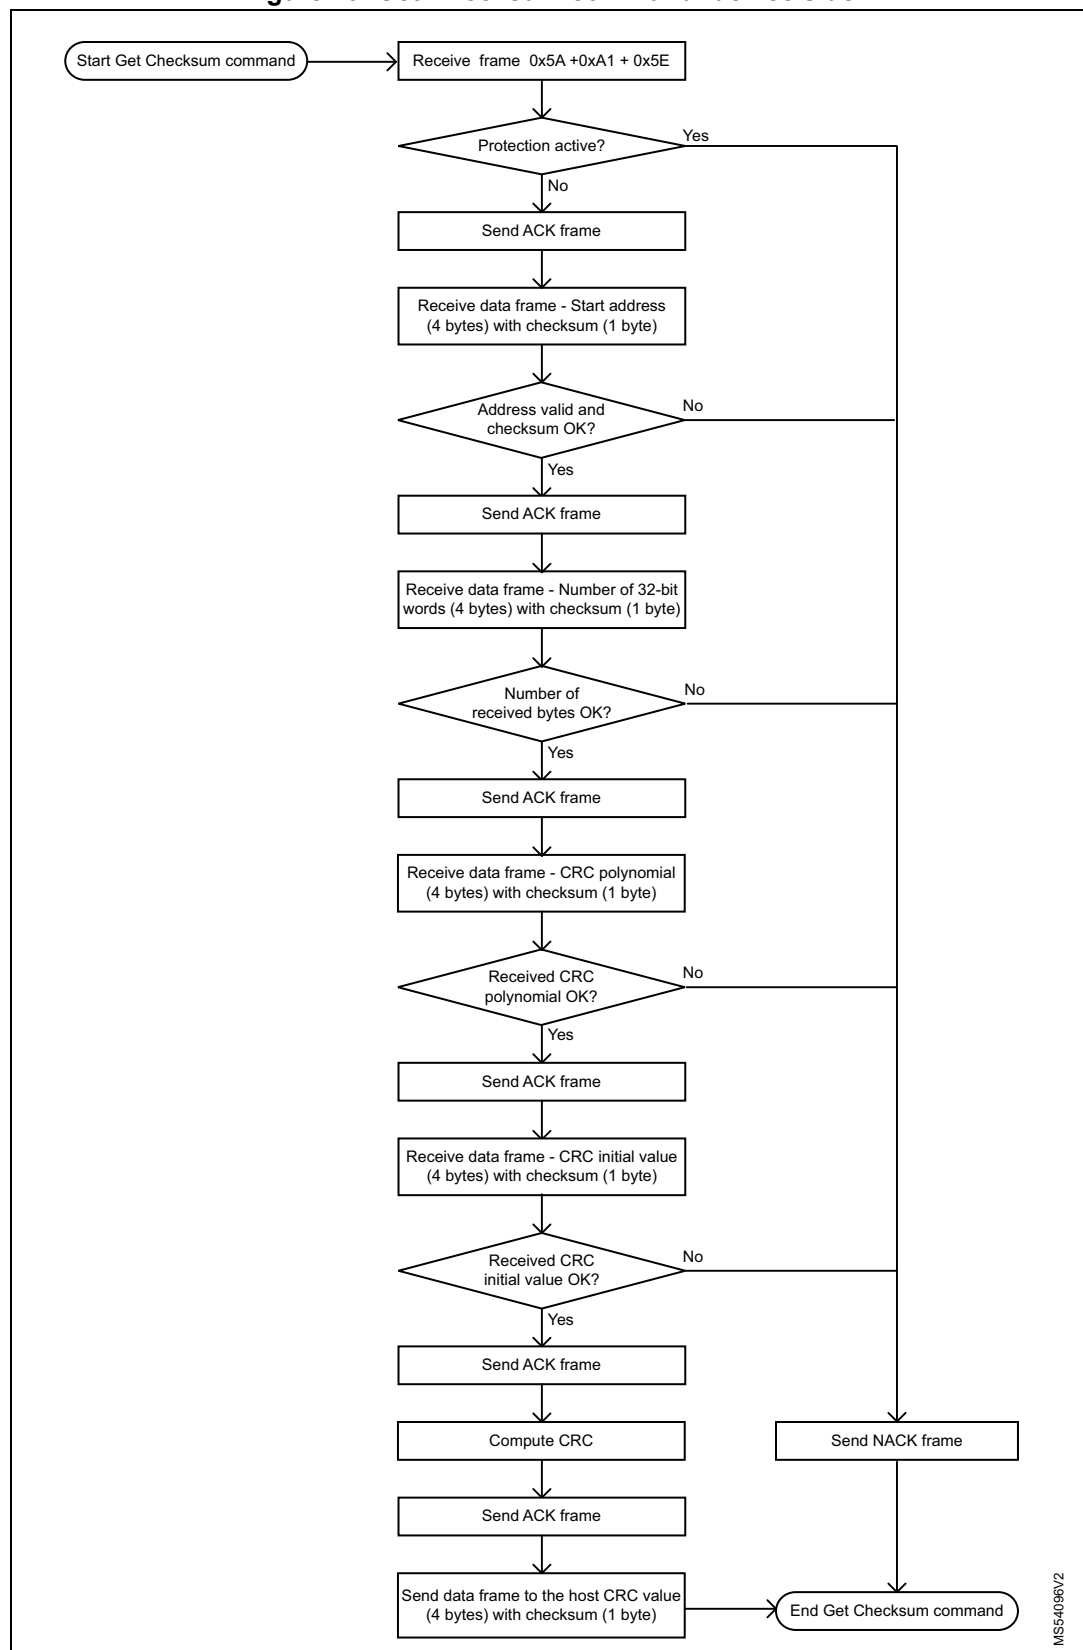 Start Get Checksum command
Receive frame 0x5A +0xA1 + 0x5E
Protection active?
Yes
No
Send ACK frame
Receive data frame - Start address
(4 bytes) with checksum (1 byte)
Address valid and
checksum OK?
No
Yes
Send ACK frame
Receive data frame - Number of 32-bit
words (4 bytes) with checksum (1 byte)
Number of
received bytes OK?
No
Yes
Send ACK frame
Receive data frame - CRC polynomial
(4 bytes) with checksum (1 byte)
Received CRC
polynomial OK?
No
Yes
Send ACK frame
Receive data frame - CRC initial value
(4 bytes) with checksum (1 byte)
Received CRC
initial value OK?
No
Yes
Send ACK frame
Compute CRC
Send NACK frame
Send ACK frame
Send data frame to the host CRC value
(4 bytes) with checksum (1 byte)
End Get Checksum command
MS54096V2